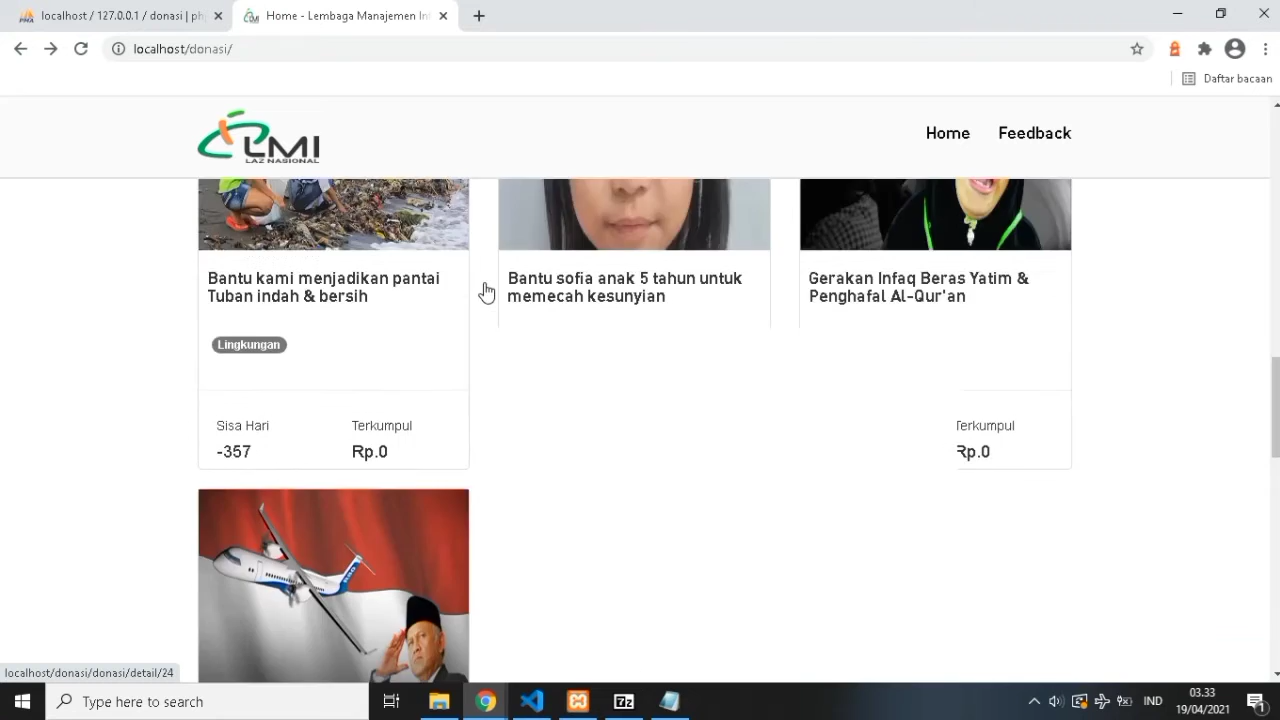 localhost / 127.0.0.1 / donasi / ph
Home - Lembaga Manajemen Inf
localhost/donasi/
Daftar bacaan
LMI
LAZ NASIONAL
Home
Feedback
Bantu kami menjadikan pantai
Tuban indah & bersih
Bantu sofia anak 5 tahun untuk
memecah kesunyian
Gerakan Infaq Beras Yatim &
Penghafal Al-Qur'an
Lingkungan
Sisa Hari
Terkumpul
-357
Rp.0
Terkumpul
Rp.0
localhost/donasi/donasi/detail/24
Type here to search
IND
03.33
19/04/2021
1